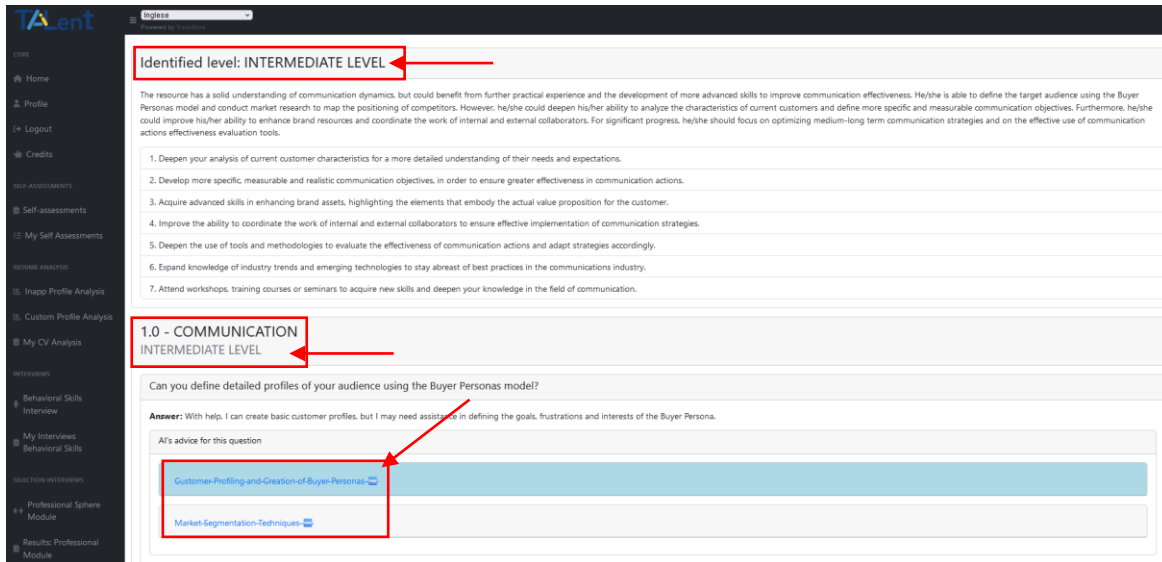 TALent
Inglese
Powered by
CORE
Home
Profile
Logout
Credits
SELF-ASSESSMENTS
Self-assessments
My Self Assessments
RESUME ANALYSIS
Inapp Profile Analysis
Custom Profile Analysis
My CV Analysis
INTERVIEWS
Behavioral Skills
Interview
My Interviews
Behavioral Skills
SELECTION INTERVIEWS
Professional Sphere
Module
Results: Professional
Module
Identified level: INTERMEDIATE LEVEL
The resource has a solid understanding of communication dynamics, but could benefit from further practical experience and the development of more advanced skills to improve communication effectiveness. He/she is able to define the target audience using the Buyer
Personas model and conduct market research to map the positioning of competitors. However, he/she could deepen his/her ability to analyze the characteristics of current customers and define more specific and measurable communication objectives. Furthermore, he/she
could improve his/her ability to enhance brand resources and coordinate the work of internal and external collaborators. For significant progress, he/she should focus on optimizing medium-long term communication strategies and on the effective use of communication
actions effectiveness evaluation tools.
1. Deepen your analysis of current customer characteristics for a more detailed understanding of their needs and expectations.
2. Develop more specific, measurable and realistic communication objectives, in order to ensure greater effectiveness in communication actions.
3. Acquire advanced skills in enhancing brand assets, highlighting the elements that embody the actual value proposition for the customer.
4. Improve the ability to coordinate the work of internal and external collaborators to ensure effective implementation of communication strategies.
5. Deepen the use of tools and methodologies to evaluate the effectiveness of communication actions and adapt strategies accordingly.
6. Expand knowledge of industry trends and emerging technologies to stay abreast of best practices in the communications industry.
7. Attend workshops, training courses or seminars to acquire new skills and deepen your knowledge in the field of communication.
1.0 - COMMUNICATION
INTERMEDIATE LEVEL
Can you define detailed profiles of your audience using the Buyer Personas model?
Answer: With help, I can create basic customer profiles, but I may need assistance in defining the goals, frustrations and interests of the Buyer Persona.
AI's advice for this question
Customer-Profiling-and-Creation-of-Buyer-Personas-
Market-Segmentation-Techniques-